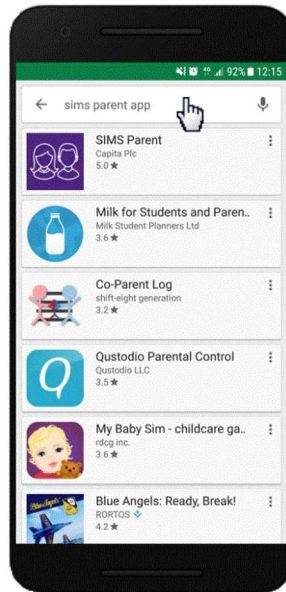 92% 12:15
sims parent app
SIMS Parent
Capita Plc
5.0 ★
Milk for Students and Paren..
Milk Student Planners Ltd
3.6 ★
Co-Parent Log
shift-eight generation
3.2 ★
Qustodio Parental Control
Qustodio LLC
3.5 ★
My Baby Sim - childcare ga..
rdcg inc.
3.6 ★
Blue Angels: Ready, Break!
RORTOS
4.2 ★